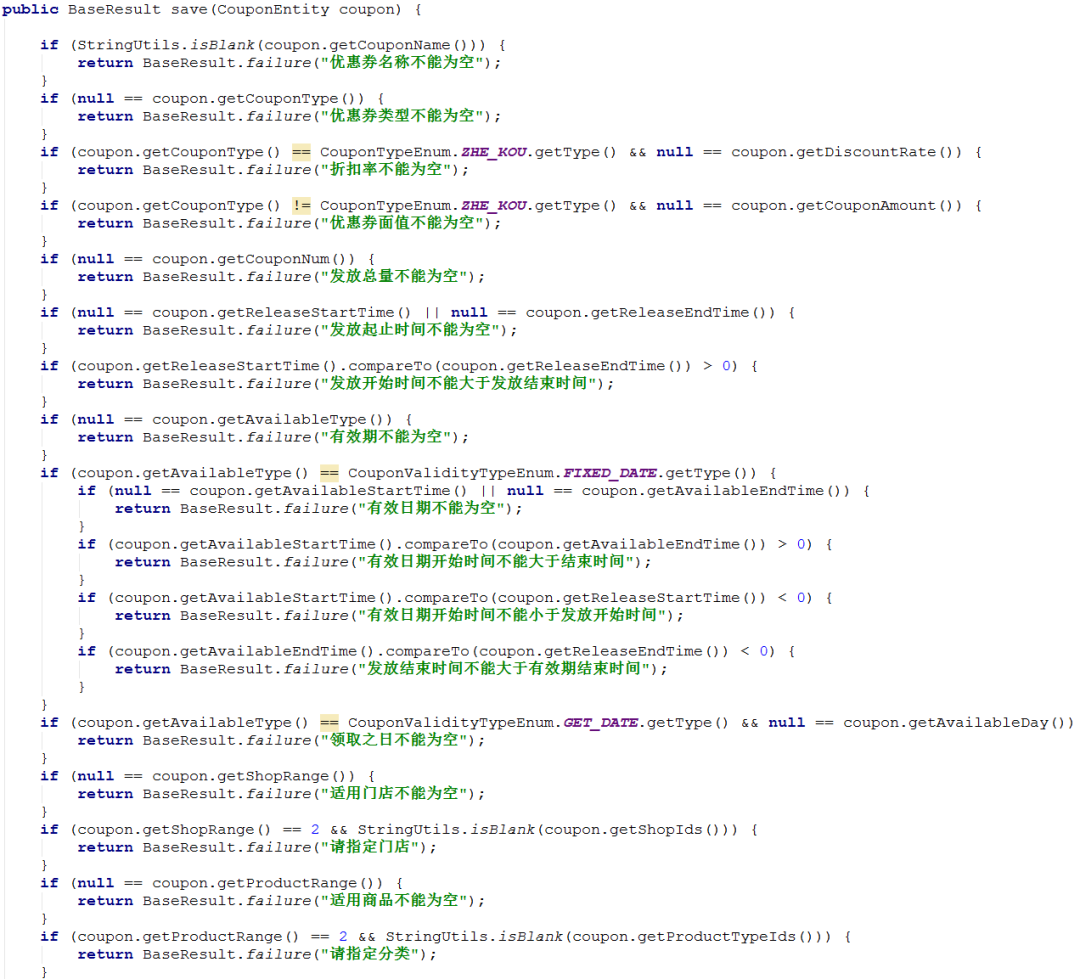 public BaseResult save(CouponEntity coupon) {
if (StringUtils.isBlank(coupon.getCouponName())) {
return BaseResult.failure("优惠券名称不能为空");
}
if (null == coupon.getCouponType()) {
return BaseResult.failure("优惠券类型不能为空");
}
if (coupon.getCouponType() == CouponTypeEnum.ZHE_KOU.getType() && null == coupon.getDiscountRate()) {
return BaseResult.failure("折扣率不能为空");
}
if (coupon.getCouponType() != CouponTypeEnum.ZHE_KOU.getType() && null == coupon.getCouponAmount()) {
return BaseResult.failure("优惠券面值不能为空");
}
if (null == coupon.getCouponNum()) {
return BaseResult.failure("发放总量不能为空");
}
if (null == coupon.getReleaseStartTime() || null == coupon.getReleaseEndTime()) {
return BaseResult.failure("发放起止时间不能为空");
}
if (coupon.getReleaseStartTime().compareTo(coupon.getReleaseEndTime()) > 0) {
return BaseResult.failure("发放开始时间不能大于发放结束时间");
}
if (null == coupon.getAvailableType()) {
return BaseResult.failure("有效期不能为空");
}
if (coupon.getAvailableType() == CouponValidityTypeEnum.FIXED_DATE.getType()) {
if (null == coupon.getAvailableStartTime() || null == coupon.getAvailableEndTime()) {
return BaseResult.failure("有效日期不能为空");
}
if (coupon.getAvailableStartTime().compareTo(coupon.getAvailableEndTime()) > 0) {
return BaseResult.failure("有效日期开始时间不能大于结束时间");
}
if (coupon.getAvailableStartTime().compareTo(coupon.getReleaseStartTime()) < 0) {
return BaseResult.failure("有效日期开始时间不能小于发放开始时间");
}
if (coupon.getAvailableEndTime().compareTo(coupon.getReleaseEndTime()) < 0) {
return BaseResult.failure("发放结束时间不能大于有效期结束时间");
}
}
if (coupon.getAvailableType() == CouponValidityTypeEnum.GET_DATE.getType() && null == coupon.getAvailableDay())
return BaseResult.failure("领取之日不能为空");
}
if (null == coupon.getShopRange()) {
return BaseResult.failure("适用门店不能为空");
}
if (coupon.getShopRange() == 2 && StringUtils.isBlank(coupon.getShopIds())) {
return BaseResult.failure("请指定门店");
}
if (null == coupon.getProductRange()) {
return BaseResult.failure("适用商品不能为空");
}
if (coupon.getProductRange() == 2 && StringUtils.isBlank(coupon.getProductTypeIds())) {
return BaseResult.failure("请指定分类");
}